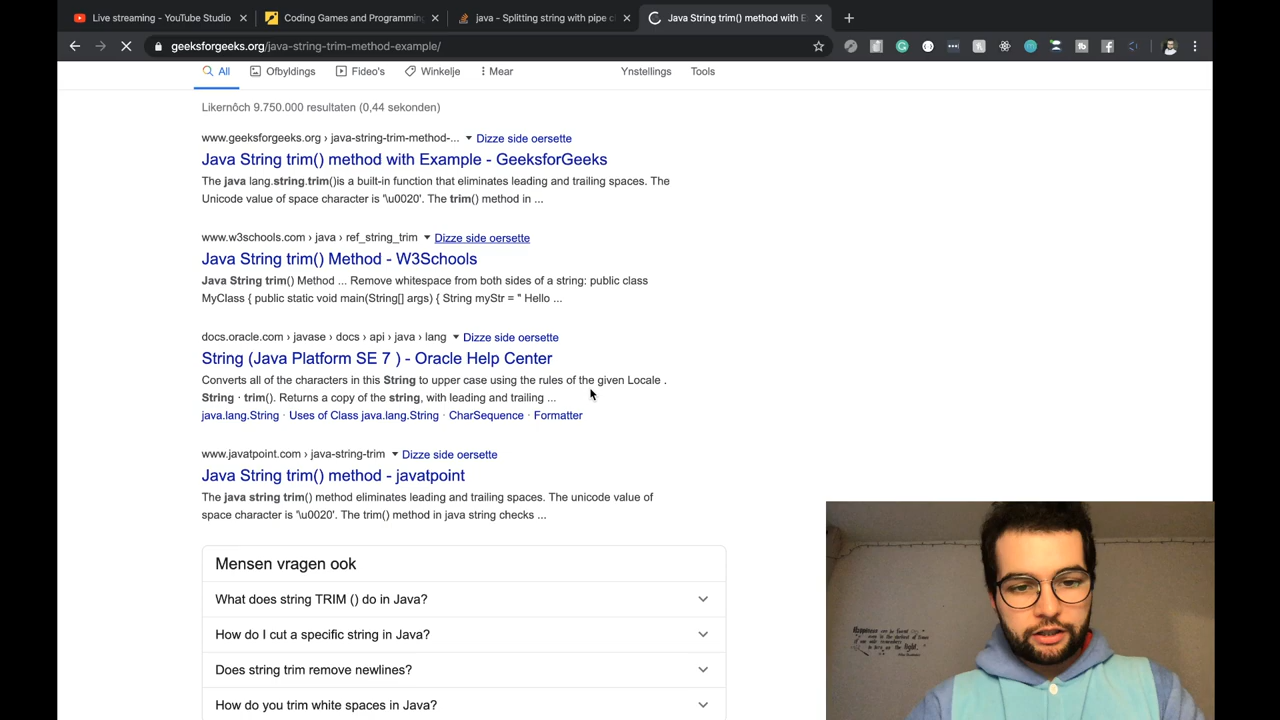 Live streaming - YouTube Studio
Coding Games and Programming
java - Splitting string with pipe o
Java String trim() method with E
geeksforgeeks.org/java-string-trim-method-example/
All
Ofbyldings
Fideo's
Winkelje
Mear
Ynstellings
Tools
Likernôch 9.750.000 resultaten (0,44 sekonden)
www.geeksforgeeks.org › java-string-trim-method-... Dizze side oersette
Java String trim() method with Example - GeeksforGeeks
The java lang.string.trim()is a built-in function that eliminates leading and trailing spaces. The
Unicode value of space character is '\u0020'. The trim() method in ...
www.w3schools.com › java › ref_string_trim Dizze side oersette
Java String trim() Method - W3Schools
Java String trim() Method ... Remove whitespace from both sides of a string: public class
MyClass { public static void main(String[] args) { String myStr = " Hello ...
docs.oracle.com › javase › docs › api › java › lang Dizze side oersette
String (Java Platform SE 7 ) - Oracle Help Center
Converts all of the characters in this String to upper case using the rules of the given Locale .
String · trim(). Returns a copy of the string, with leading and trailing ...
java.lang.String · Uses of Class java.lang.String · CharSequence · Formatter
www.javatpoint.com › java-string-trim Dizze side oersette
Java String trim() method - javatpoint
The java string trim() method eliminates leading and trailing spaces. The unicode value of
space character is '\u0020'. The trim() method in java string checks ...
Mensen vragen ook
What does string TRIM () do in Java?
How do I cut a specific string in Java?
Does string trim remove newlines?
How do you trim white spaces in Java?